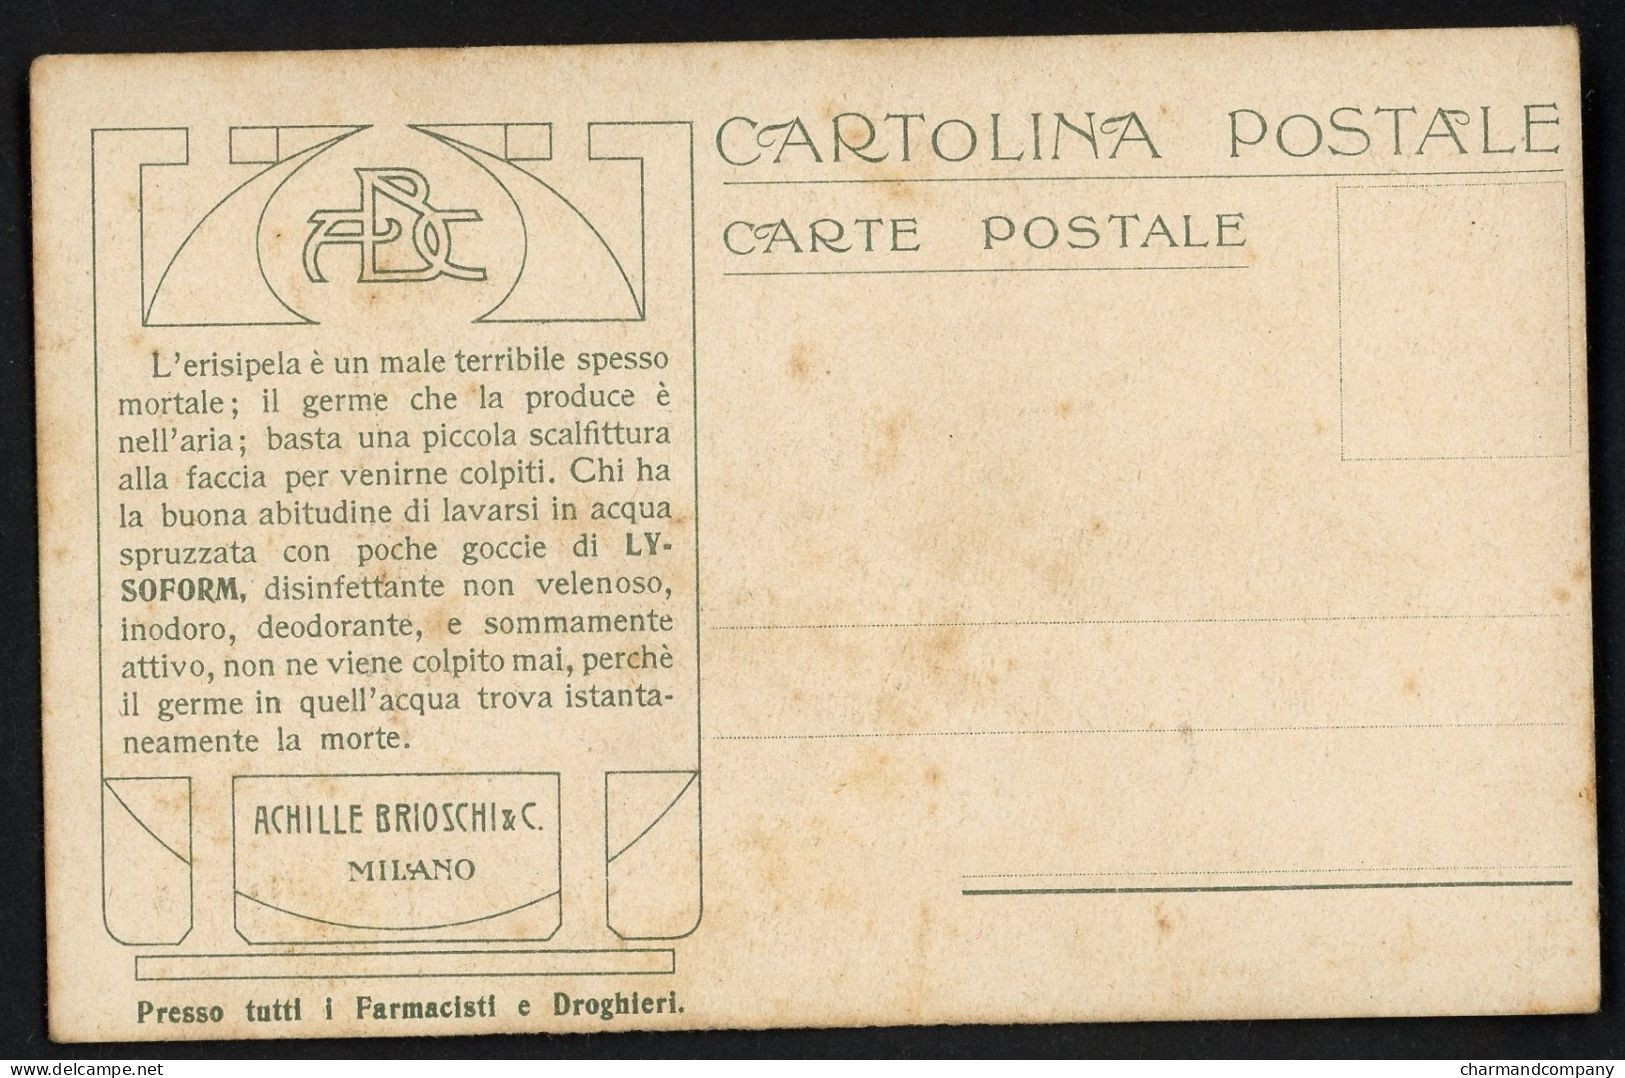 CARTOLINA POSTALE
CARTE POSTALE
ABC
L'erisipela è un male terribile spesso
mortale; il germe che la produce è
nell'aria; basta una piccola scalfittura
alla faccia per venirne colpiti. Chi ha
la buona abitudine di lavarsi in acqua
spruzzata con poche goccie di LY-
SOFORM, disinfettante non velenoso,
inodoro, deodorante, e sommamente
attivo, non ne viene colpito mai, perchè
il germe in quell'acqua trova istanta-
neamente la morte.
ACHILLE BRIOSCHI & C.
MILANO
Presso tutti i Farmacisti e Droghieri.
www.delcampe.net
charmandcompany